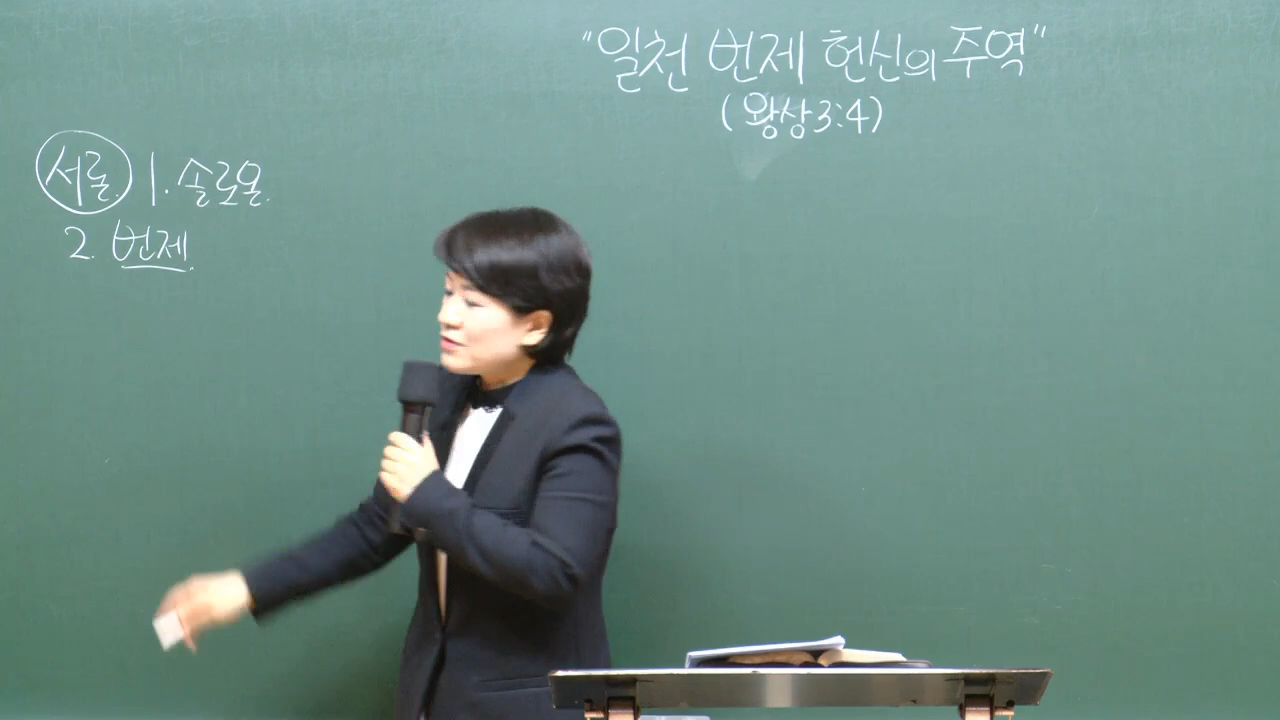 "일천 번제 헌신의 주역"
(왕상3:4)
서론. 1. 솔로몬.
2. 번제.